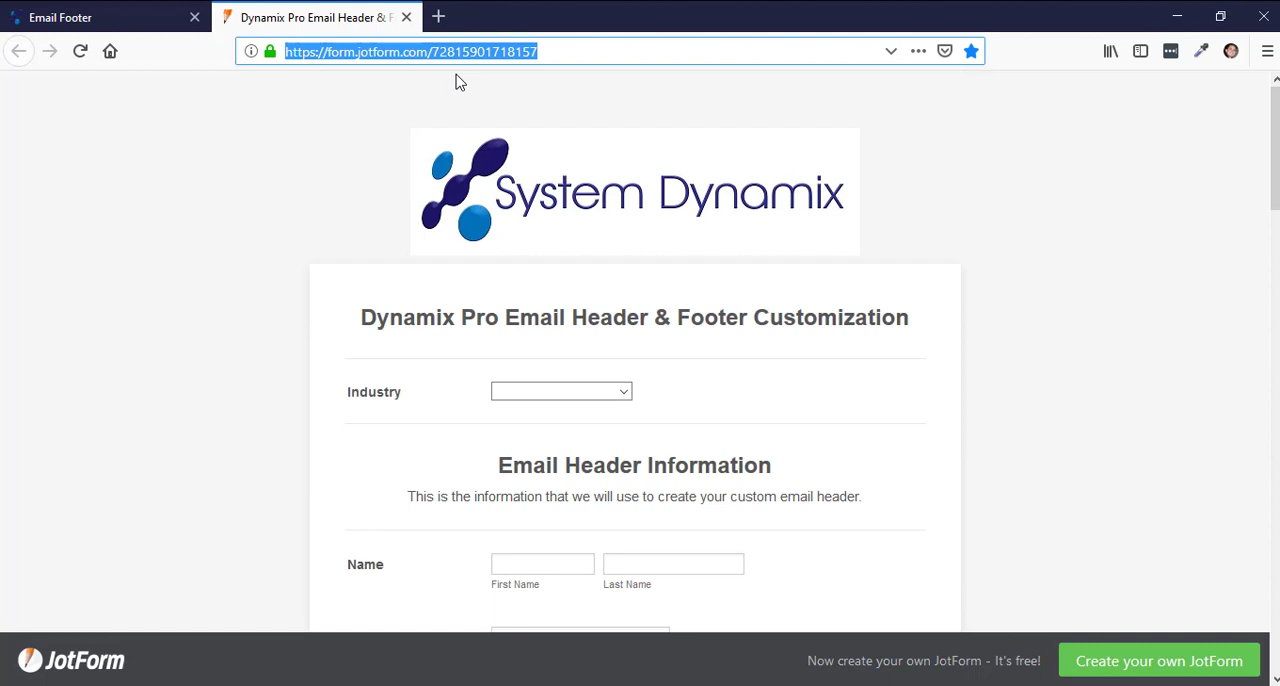 Email Footer
Dynamix Pro Email Header & F
https://form.jotform.com/72815901718157
System Dynamix
Dynamix Pro Email Header & Footer Customization
Industry
Email Header Information
This is the information that we will use to create your custom email header.
Name
First Name
Last Name
JotForm
Now create your own JotForm - It's free!
Create your own JotForm